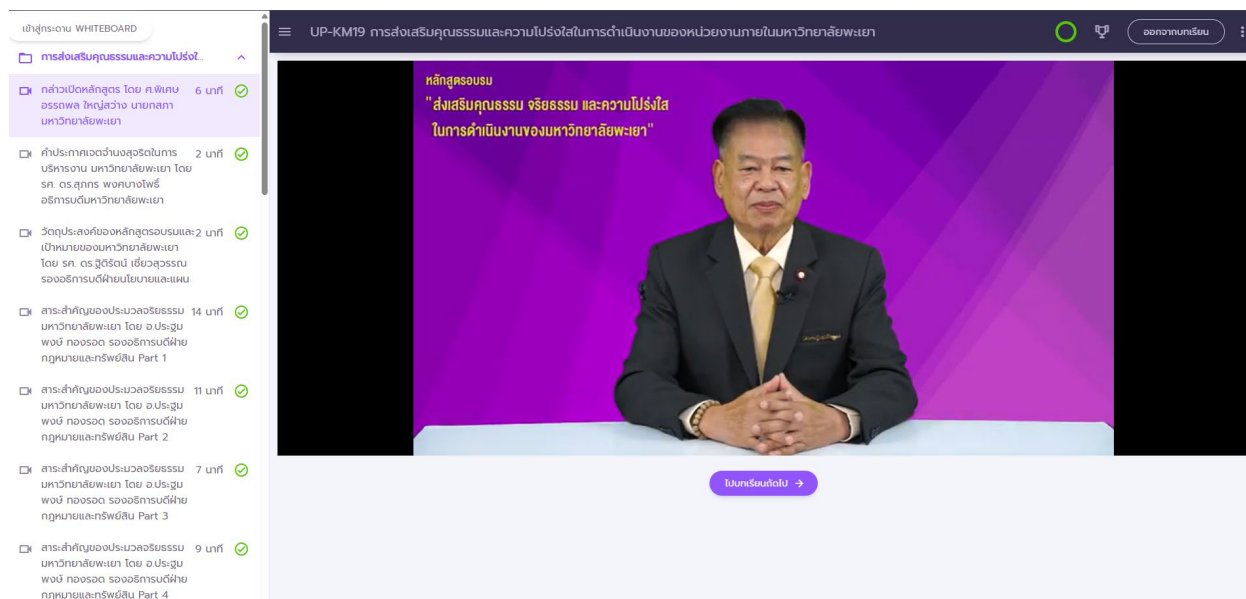 เข้าสู่กระดาน WHITEBOARD
การส่งเสริมคุณธรรมและความโปร่งใ...
กล่าวเปิดหลักสูตร โดย ศ.พิเศษ 6 นาที
อรรถพล ใหญ่สว่าง นายกสภา
มหาวิทยาลัยพะเยา
คำประกาศเจตจำนงสุจริตในการ 2 นาที
บริหารงาน มหาวิทยาลัยพะเยา โดย
รศ. ดร.สุภกร พงศบางโพธิ์
อธิการบดีมหาวิทยาลัยพะเยา
วัตถุประสงค์ของหลักสูตรอบรมและ 2 นาที
เป้าหมายของมหาวิทยาลัยพะเยา
โดย รศ. ดร.ฐิติรัตน์ เชี่ยวสุวรรณ
รองอธิการบดีฝ่ายนโยบายและแผน
สาระสำคัญของประมวลจริยธรรม 14 นาที
มหาวิทยาลัยพะเยา โดย อ.ประฐม
พงษ์ ทองรอด รองอธิการบดีฝ่าย
กฎหมายและทรัพย์สิน Part 1
สาระสำคัญของประมวลจริยธรรม 11 นาที
มหาวิทยาลัยพะเยา โดย อ.ประฐม
พงษ์ ทองรอด รองอธิการบดีฝ่าย
กฎหมายและทรัพย์สิน Part 2
สาระสำคัญของประมวลจริยธรรม 7 นาที
มหาวิทยาลัยพะเยา โดย อ.ประฐม
พงษ์ ทองรอด รองอธิการบดีฝ่าย
กฎหมายและทรัพย์สิน Part 3
สาระสำคัญของประมวลจริยธรรม 9 นาที
มหาวิทยาลัยพะเยา โดย อ.ประฐม
พงษ์ ทองรอด รองอธิการบดีฝ่าย
กฎหมายและทรัพย์สิน Part 4
UP-KM19 การส่งเสริมคุณธรรมและความโปร่งใสในการดำเนินงานของหน่วยงานภายในมหาวิทยาลัยพะเยา
ออกจากบทเรียน
หลักสูตรอบรม
"ส่งเสริมคุณธรรม จริยธรรม และความโปร่งใส
ในการดำเนินงานของมหาวิทยาลัยพะเยา"
ไปบทเรียนถัดไป →